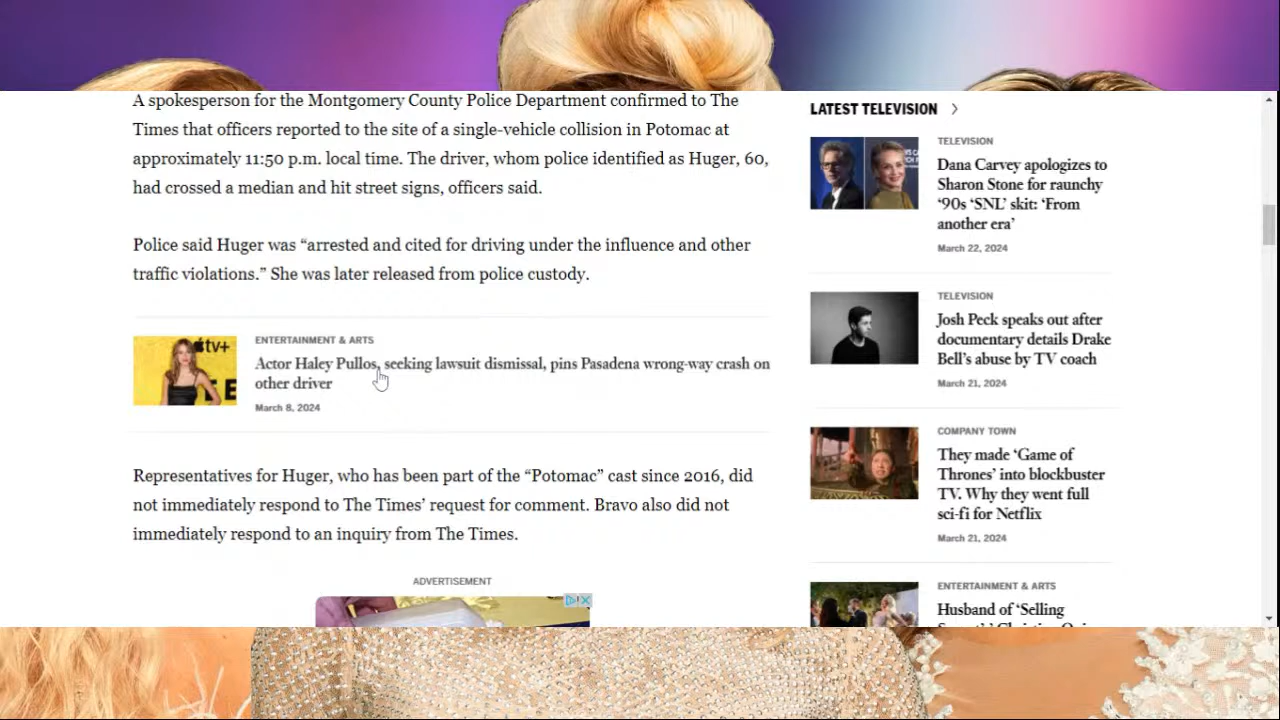 A spokesperson for the Montgomery County Police Department confirmed to The
Times that officers reported to the site of a single-vehicle collision in Potomac at
approximately 11:50 p.m. local time. The driver, whom police identified as Huger, 60,
had crossed a median and hit street signs, officers said.
Police said Huger was “arrested and cited for driving under the influence and other
traffic violations.” She was later released from police custody.
tv+
ENTERTAINMENT & ARTS
Actor Haley Pullos, seeking lawsuit dismissal, pins Pasadena wrong-way crash on
other driver
March 8, 2024
Representatives for Huger, who has been part of the “Potomac” cast since 2016, did
not immediately respond to The Times’ request for comment. Bravo also did not
immediately respond to an inquiry from The Times.
ADVERTISEMENT
LATEST TELEVISION
TELEVISION
Dana Carvey apologizes to
Sharon Stone for raunchy
‘90s ‘SNL’ skit: ‘From
another era’
March 22, 2024
TELEVISION
Josh Peck speaks out after
documentary details Drake
Bell’s abuse by TV coach
March 21, 2024
COMPANY TOWN
They made ‘Game of
Thrones’ into blockbuster
TV. Why they went full
sci-fi for Netflix
March 21, 2024
ENTERTAINMENT & ARTS
Husband of ‘Selling